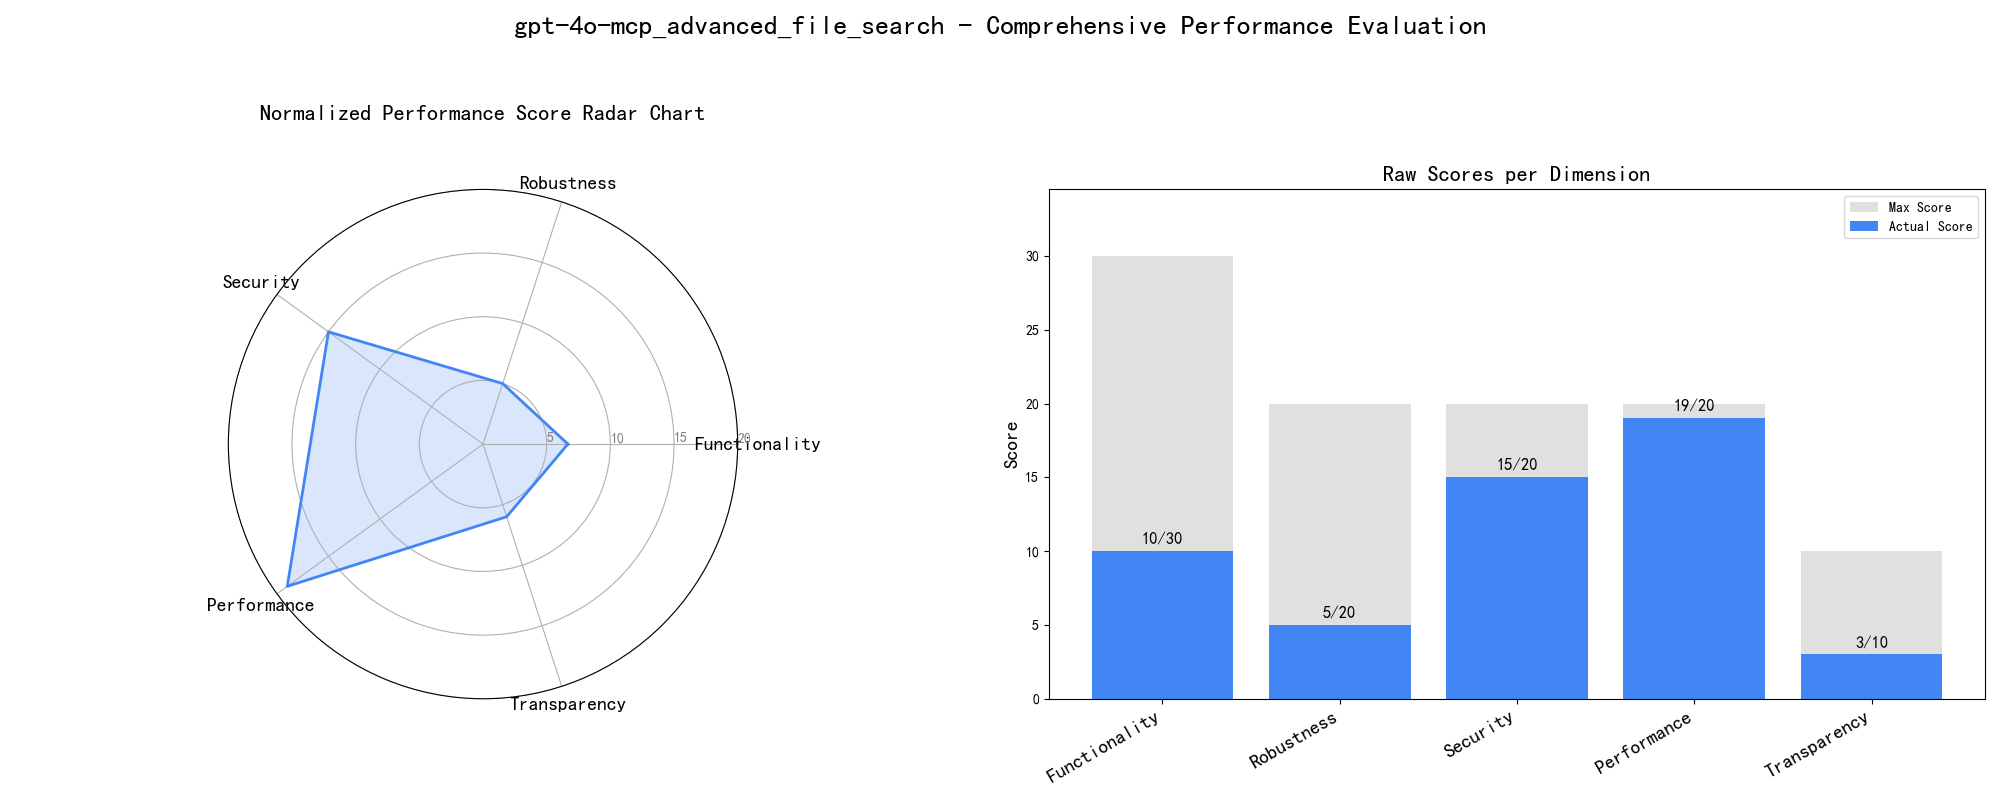 gpt-4o-mcp_advanced_file_search - Comprehensive Performance Evaluation
Normalized Performance Score Radar Chart
Robustness
Security
Functionality
5
10
15
20
Performance
Transparency
Raw Scores per Dimension
Max Score
Actual Score
Score
30
25
20
15
10
5
0
10/30
5/20
15/20
19/20
3/10
Functionality
Robustness
Security
Performance
Transparency